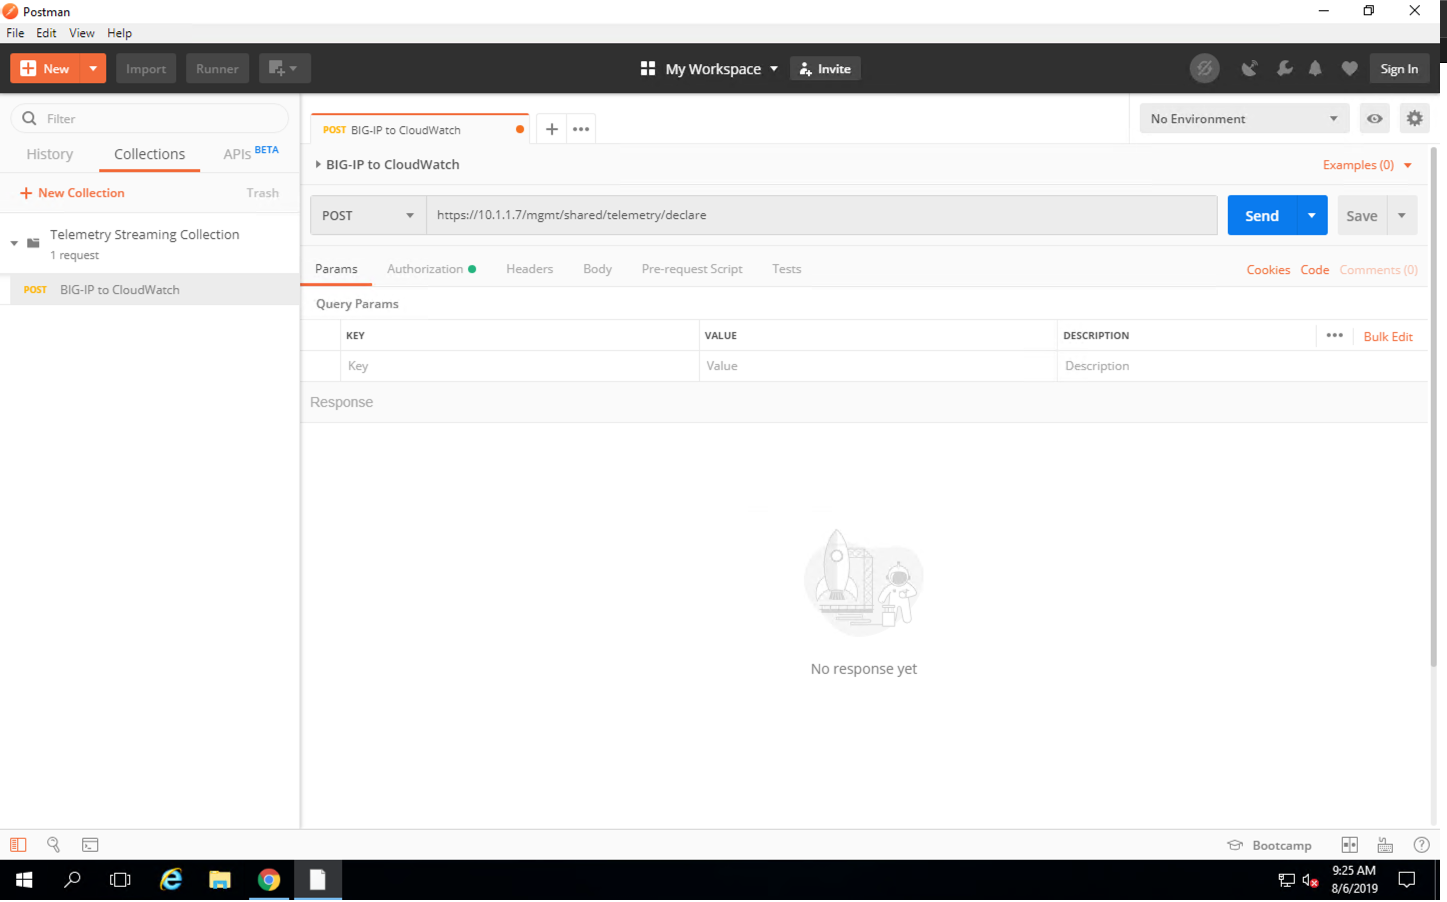 Postman
File Edit View Help
New Import Runner My Workspace Invite Sign In
Filter
History Collections APIs BETA
New Collection Trash
Telemetry Streaming Collection
1 request
POST BIG-IP to CloudWatch
POST BIG-IP to CloudWatch
No Environment
BIG-IP to CloudWatch Examples (0)
POST https://10.1.1.7/mgmt/shared/telemetry/declare Send Save
Params Authorization Headers Body Pre-request Script Tests Cookies Code Comments (0)
Query Params
KEY VALUE DESCRIPTION Bulk Edit
Key Value Description
Response
No response yet
Bootcamp
9:25 AM
8/6/2019